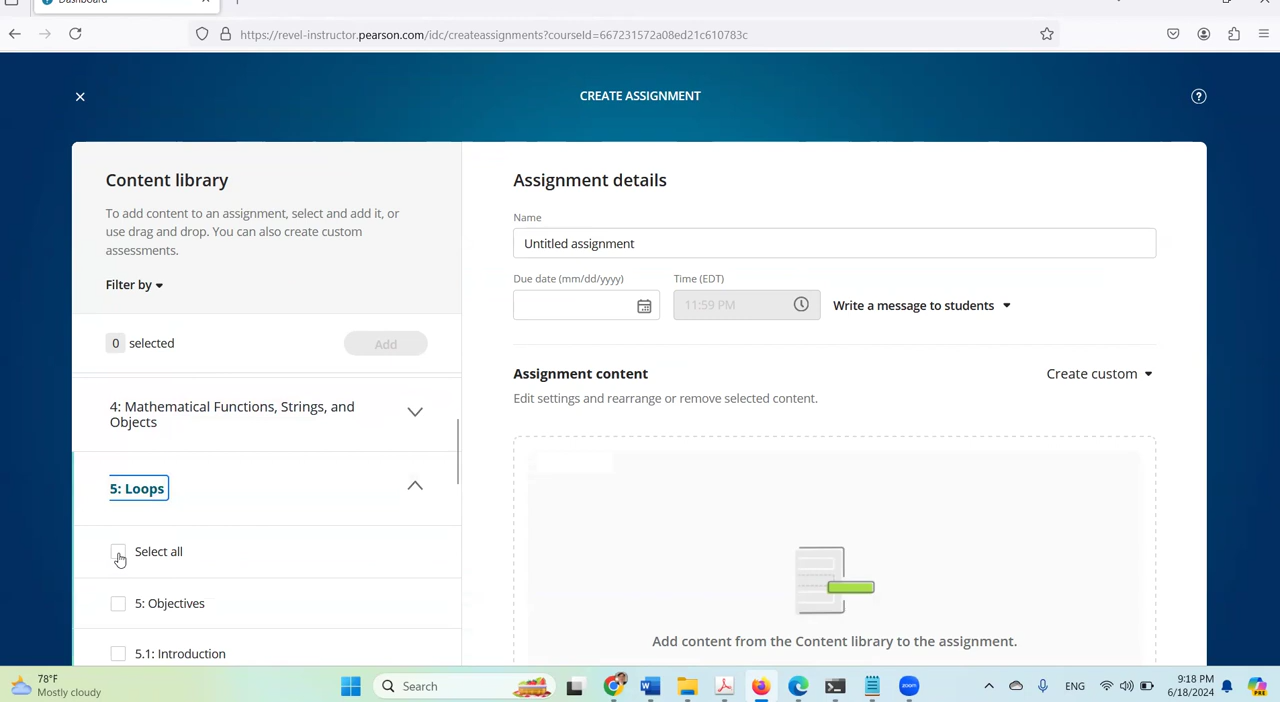 Dashboard
https://revel-instructor.pearson.com/idc/createassignments?courseId=667231572a08ed21c610783c
CREATE ASSIGNMENT
Content library
To add content to an assignment, select and add it, or
use drag and drop. You can also create custom
assessments.
Filter by
0 selected
Add
4: Mathematical Functions, Strings, and
Objects
5: Loops
Select all
5: Objectives
5.1: Introduction
Assignment details
Name
Untitled assignment
Due date (mm/dd/yyyy)
Time (EDT)
11:59 PM
Write a message to students
Assignment content
Create custom
Edit settings and rearrange or remove selected content.
Add content from the Content library to the assignment.
78°F
Mostly cloudy
Search
zoom
ENG
9:18 PM
6/18/2024
PRE